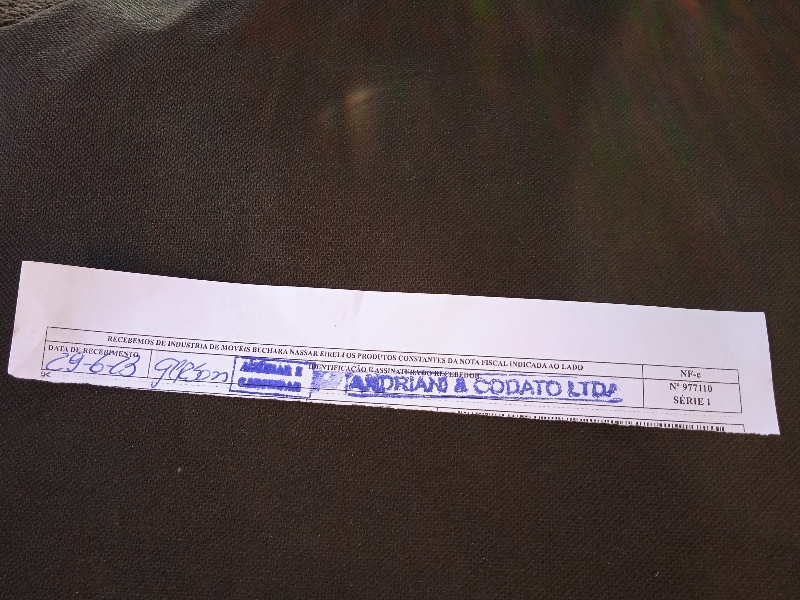 RECEBEMOS DE INDUSTRIA DE MOVEIS BECHARA NASSAR EIRELI OS PRODUTOS CONSTANTES DA NOTA FISCAL INDICADA AO LADO
NF-e
DATA DE RECEBIMENTO
IDENTIFICAÇÃO E ASSINATURA DO RECEBEDOR
Nº 977110
SÉRIE 1
29-6-23
ANDRIANI & CODATO LTDA